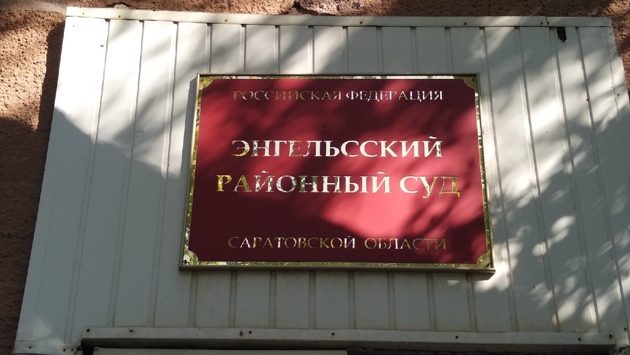 РОССИЙСКАЯ ФЕДЕРАЦИЯ
ЭНГЕЛЬССКИЙ
РАЙОННЫЙ СУД
САРАТОВСКОЙ ОБЛАСТИ